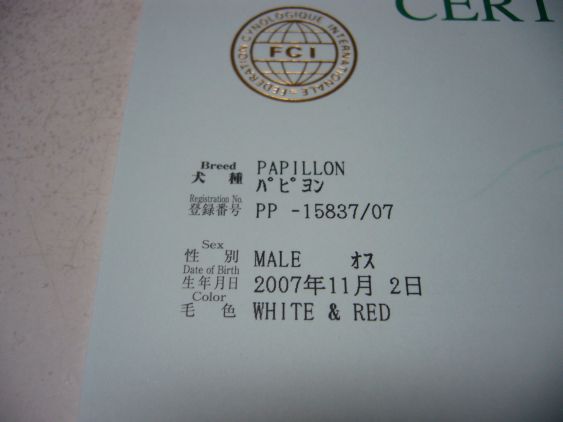 CERT
FEDERATION CYNOLOGIQUE INTERNATIONALE
FCI
Breed PAPILLON
犬種 ﾊﾟﾋﾟﾖﾝ
Registration No.
登録番号 PP -15837/07
Sex
性別 MALE ｵｽ
Date of Birth
生年月日 2007年11月 2日
Color
毛色 WHITE & RED